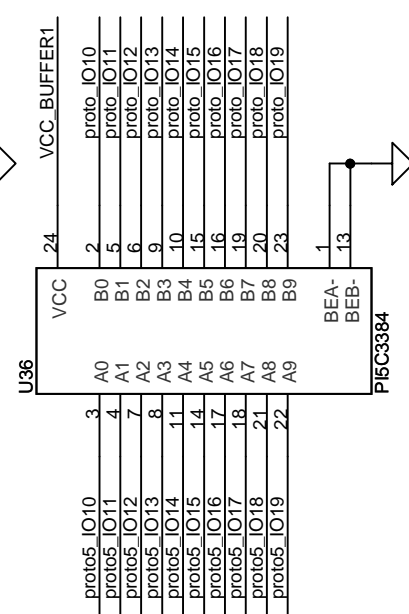 VCC_BUFFER1
proto_IO10
proto_IO11
proto_IO12
proto_IO13
proto_IO14
proto_IO15
proto_IO16
proto_IO17
proto_IO18
proto_IO19
24
2
5
6
9
10
15
16
19
20
23
1
13
U36
VCC
B0
B1
B2
B3
B4
B5
B6
B7
B8
B9
BEA-
BEB-
A0
A1
A2
A3
A4
A5
A6
A7
A8
A9
PI5C3384
3
4
7
8
11
14
17
18
21
22
proto5_IO10
proto5_IO11
proto5_IO12
proto5_IO13
proto5_IO14
proto5_IO15
proto5_IO16
proto5_IO17
proto5_IO18
proto5_IO19